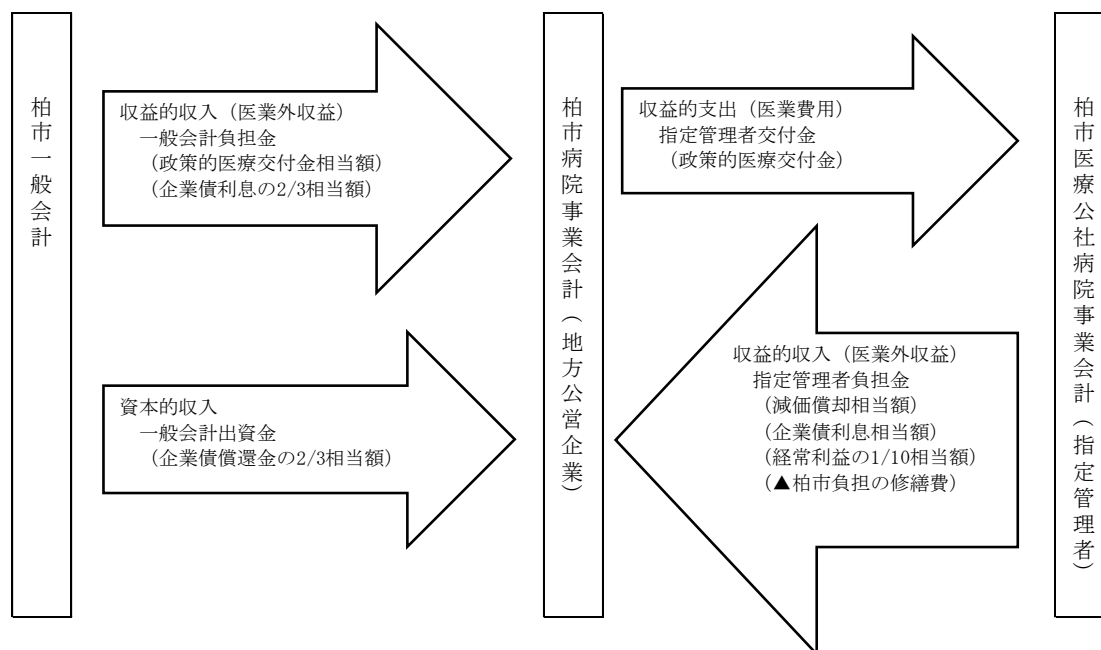 柏市一般会計
収益的収入（医業外収益）
一般会計負担金
（政策的医療交付金相当額）
（企業債利息の2/3相当額）
資本的収入
一般会計出資金
（企業債償還金の2/3相当額）
柏市病院事業会計（地方公営企業）
収益的支出（医業費用）
指定管理者交付金
（政策的医療交付金）
収益的収入（医業外収益）
指定管理者負担金
（減価償却相当額）
（企業債利息相当額）
（経常利益の1/10相当額）
（▲柏市負担の修繕費）
柏市医療公社病院事業会計（指定管理者）